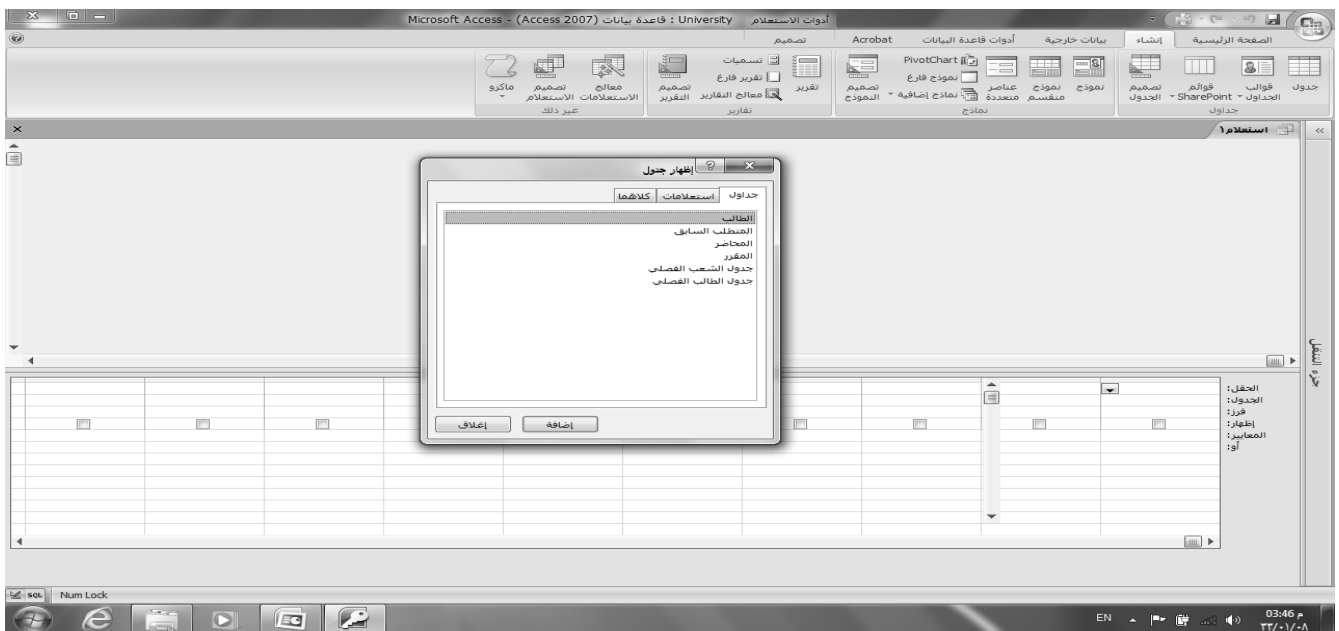 أدوات الاستعلام University : قاعدة بيانات (Access 2007) - Microsoft Access
الصفحة الرئيسية إنشاء بيانات خارجية أدوات قاعدة البيانات Acrobat تصميم
جدول
قوالب الجداول
قوائم SharePoint
تصميم الجدول
جداول
نموذج
نموذج منقسم
عناصر متعددة
PivotChart
نموذج فارغ
نماذج إضافية
تصميم النموذج
نماذج
تقرير
تسميات
تقرير فارغ
معالج التقارير
تصميم التقرير
تقارير
معالج الاستعلامات
تصميم الاستعلام
ماكرو
غير ذلك
استعلام١
إظهار جدول
جداول استعلامات كلاهما
الطالب
المتطلب السابق
المحاضر
المقرر
جدول الشعب الفصلي
جدول الطالب الفصلي
إضافة إغلاق
جزء التنقل
الحقل:
الجدول:
فرز:
إظهار:
المعايير:
أو:
SQL Num Lock
EN
03:46 م
٣٣/٠١/٠٨